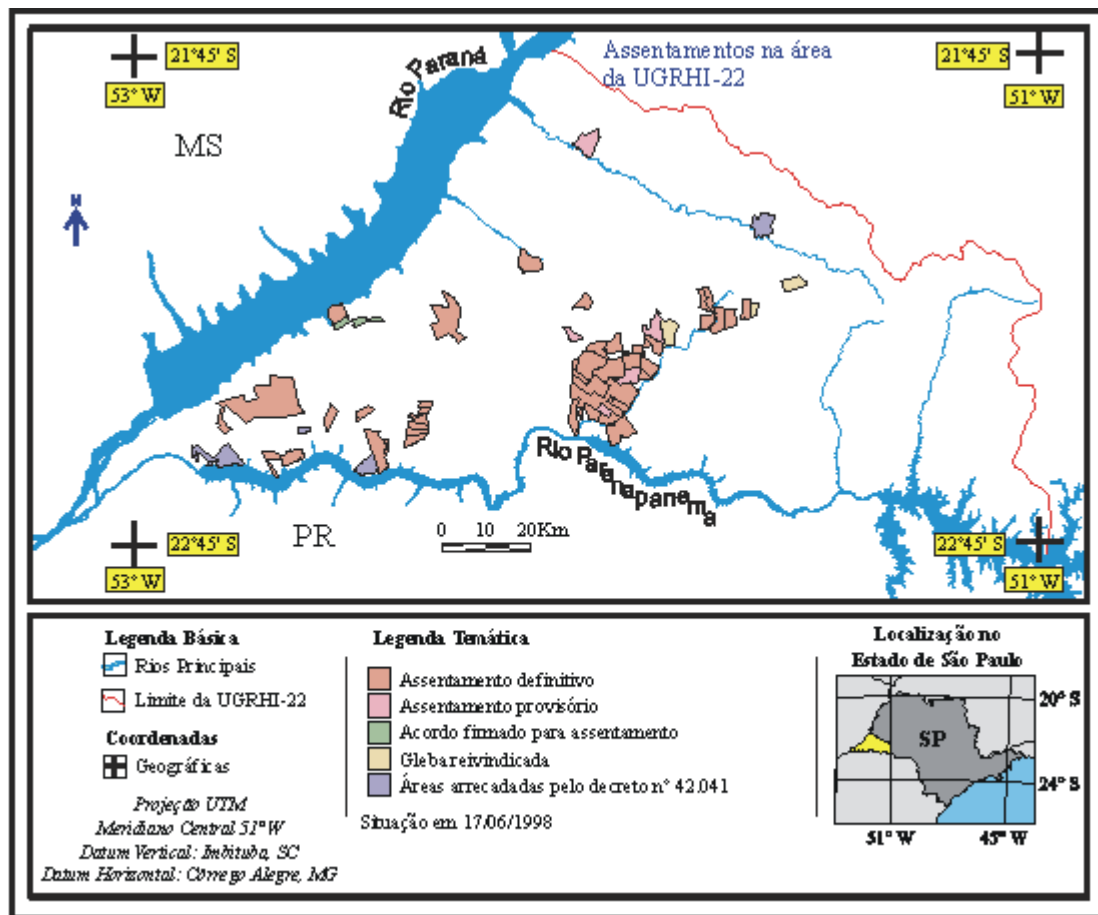 Assentamentos na área
da UGRHI-22
21°45' S
53° W
21°45' S
51° W
Rio Paraná
MS
N
Rio Paranapanema
PR
0 10 20Km
22°45' S
53° W
22°45' S
51° W
Legenda Básica
Rios Principais
Limite da UGRHI-22
Coordenadas
Geográficas
Projeção UTM
Meridiano Central 51°W
Datum Vertical: Imbituba, SC
Datum Horizontal: Córrego Alegre, MG
Legenda Temática
Assentamento definitivo
Assentamento provisório
Acordo firmado para assentamento
Gleba reivindicada
Áreas arrecadadas pelo decreto n° 42.041
Situação em 17/06/1998
Localização no
Estado de São Paulo
20° S
SP
24° S
51° W
45° W